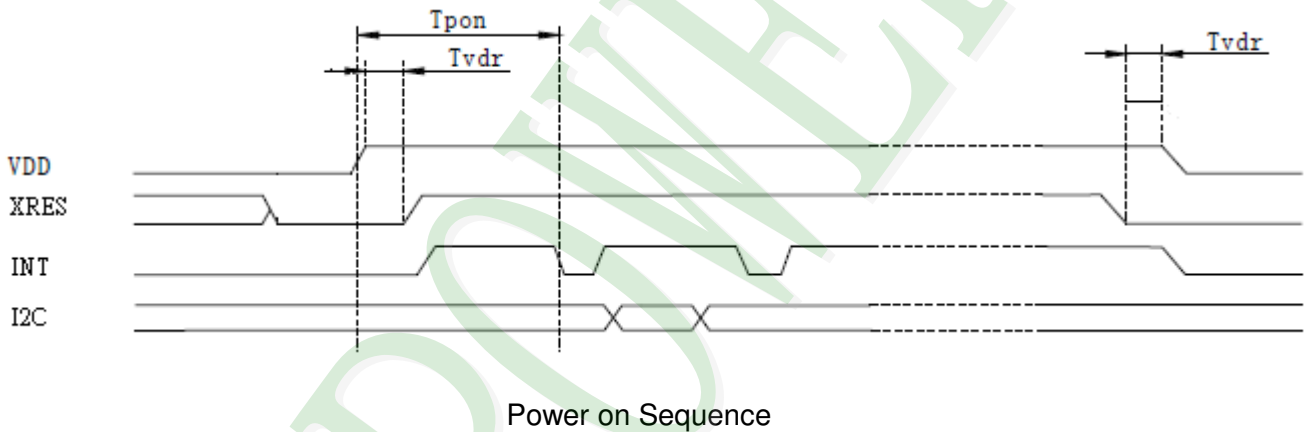 Tpon
Tvdr
Tvdr
VDD
XRES
INT
I2C
Power on Sequence